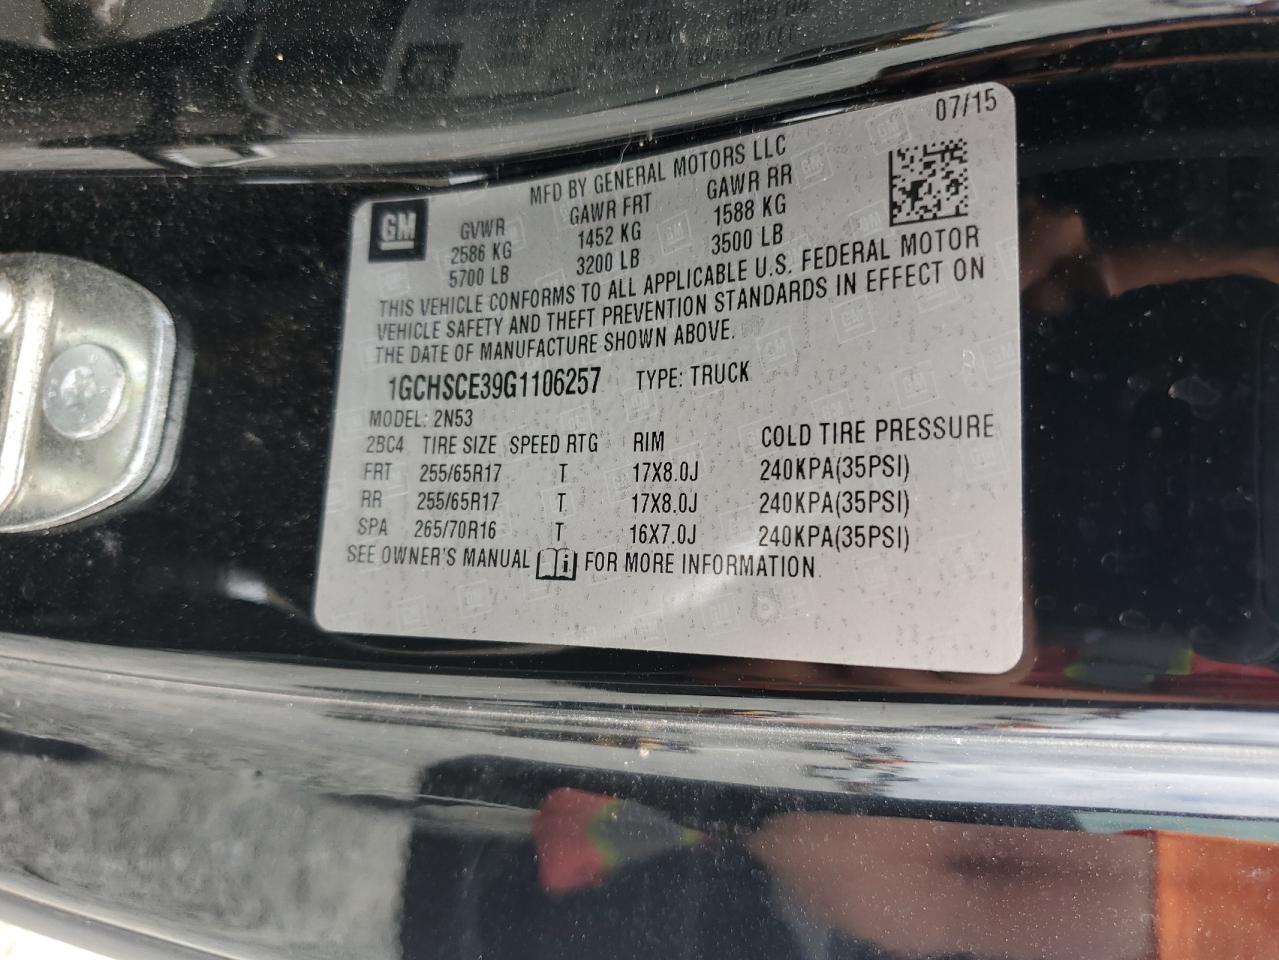 07/15
MFD BY GENERAL MOTORS LLC
GM
GVWR GAWR FRT GAWR RR
2586 KG 1452 KG 1588 KG
5700 LB 3200 LB 3500 LB
THIS VEHICLE CONFORMS TO ALL APPLICABLE U.S. FEDERAL MOTOR
VEHICLE SAFETY AND THEFT PREVENTION STANDARDS IN EFFECT ON
THE DATE OF MANUFACTURE SHOWN ABOVE.
1GCHSCE39G1106257 TYPE: TRUCK
MODEL: 2N53
2BC4 TIRE SIZE SPEED RTG RIM COLD TIRE PRESSURE
FRT 255/65R17 T 17X8.0J 240KPA(35PSI)
RR 255/65R17 T 17X8.0J 240KPA(35PSI)
SPA 265/70R16 T 16X7.0J 240KPA(35PSI)
SEE OWNER'S MANUAL i FOR MORE INFORMATION.